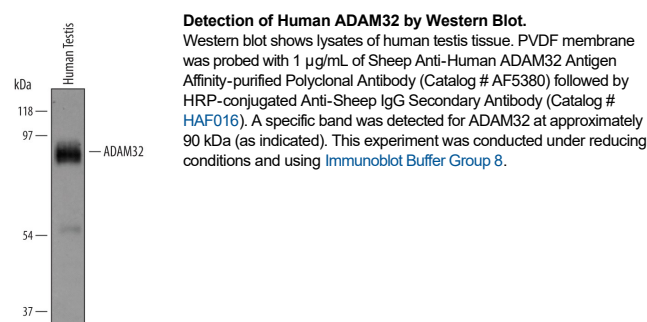 Human Testis
kDa
118
97
ADAM32
54
37
Detection of Human ADAM32 by Western Blot.
Western blot shows lysates of human testis tissue. PVDF membrane
was probed with 1 µg/mL of Sheep Anti-Human ADAM32 Antigen
Affinity-purified Polyclonal Antibody (Catalog # AF5380) followed by
HRP-conjugated Anti-Sheep IgG Secondary Antibody (Catalog #
HAF016). A specific band was detected for ADAM32 at approximately
90 kDa (as indicated). This experiment was conducted under reducing
conditions and using Immunoblot Buffer Group 8.